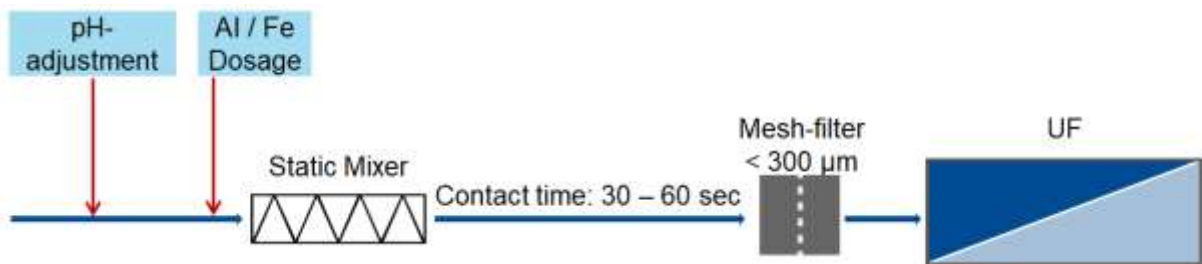 pH-
adjustment
Al / Fe
Dosage
Static Mixer
Contact time: 30 – 60 sec
Mesh-filter
< 300 µm
UF